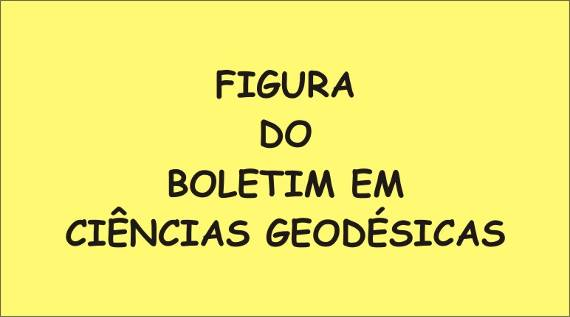 FIGURA
DO
BOLETIM EM
CIÊNCIAS GEODÉSICAS